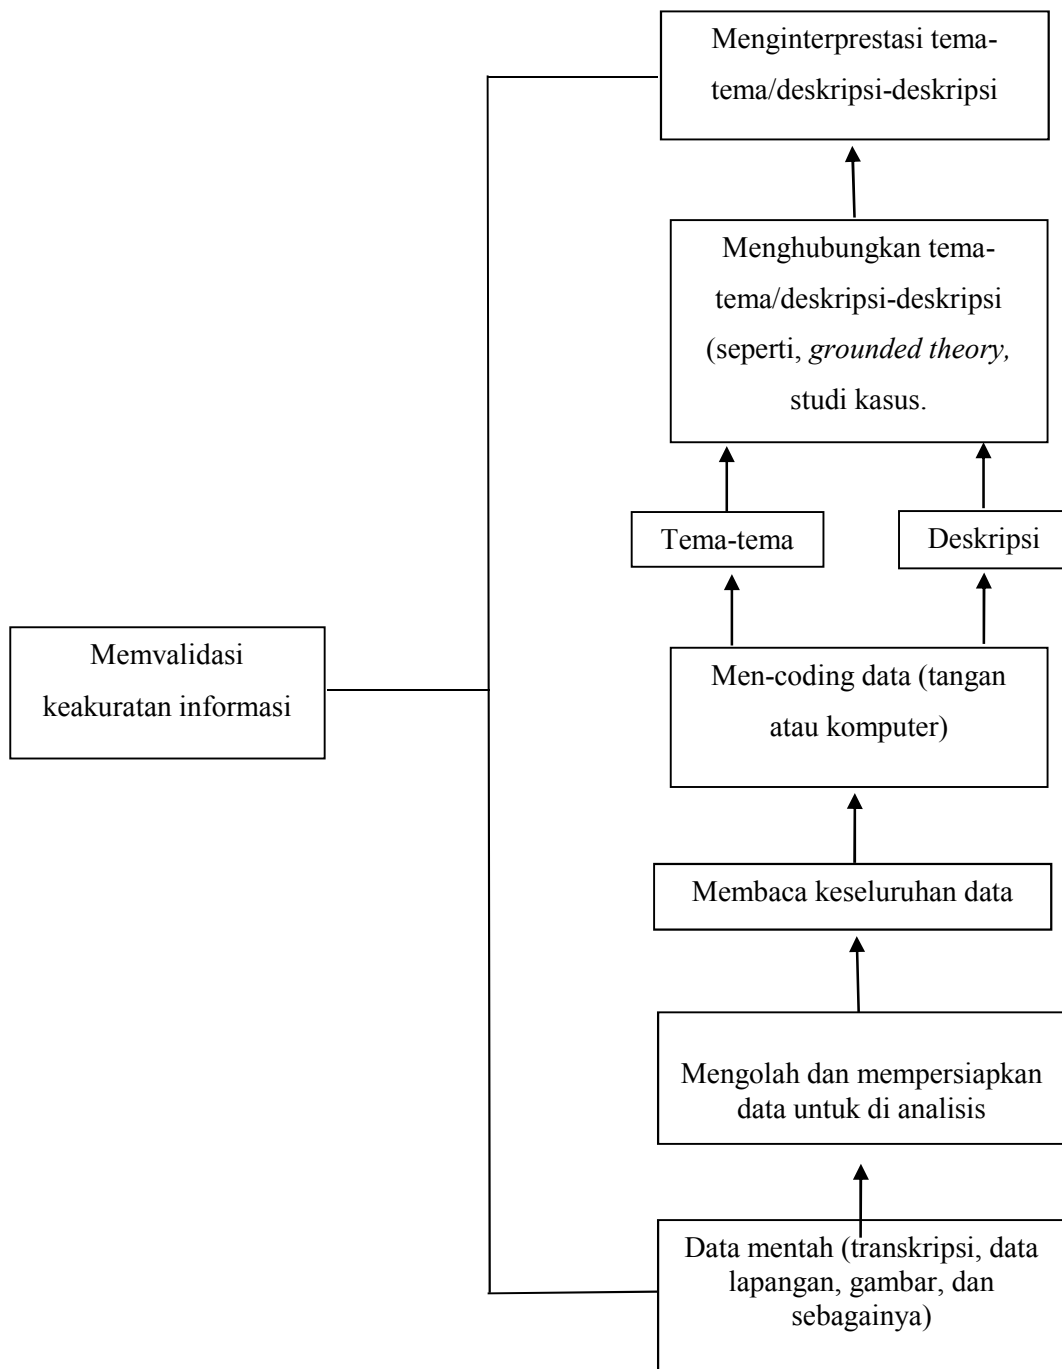 Menginterprestasi tema-
tema/deskripsi-deskripsi
Menghubungkan tema-
tema/deskripsi-deskripsi
(seperti, grounded theory,
studi kasus.
Tema-tema
Deskripsi
Memvalidasi
keakuratan informasi
Men-coding data (tangan
atau komputer)
Membaca keseluruhan data
Mengolah dan mempersiapkan
data untuk di analisis
Data mentah (transkripsi, data
lapangan, gambar, dan
sebagainya)